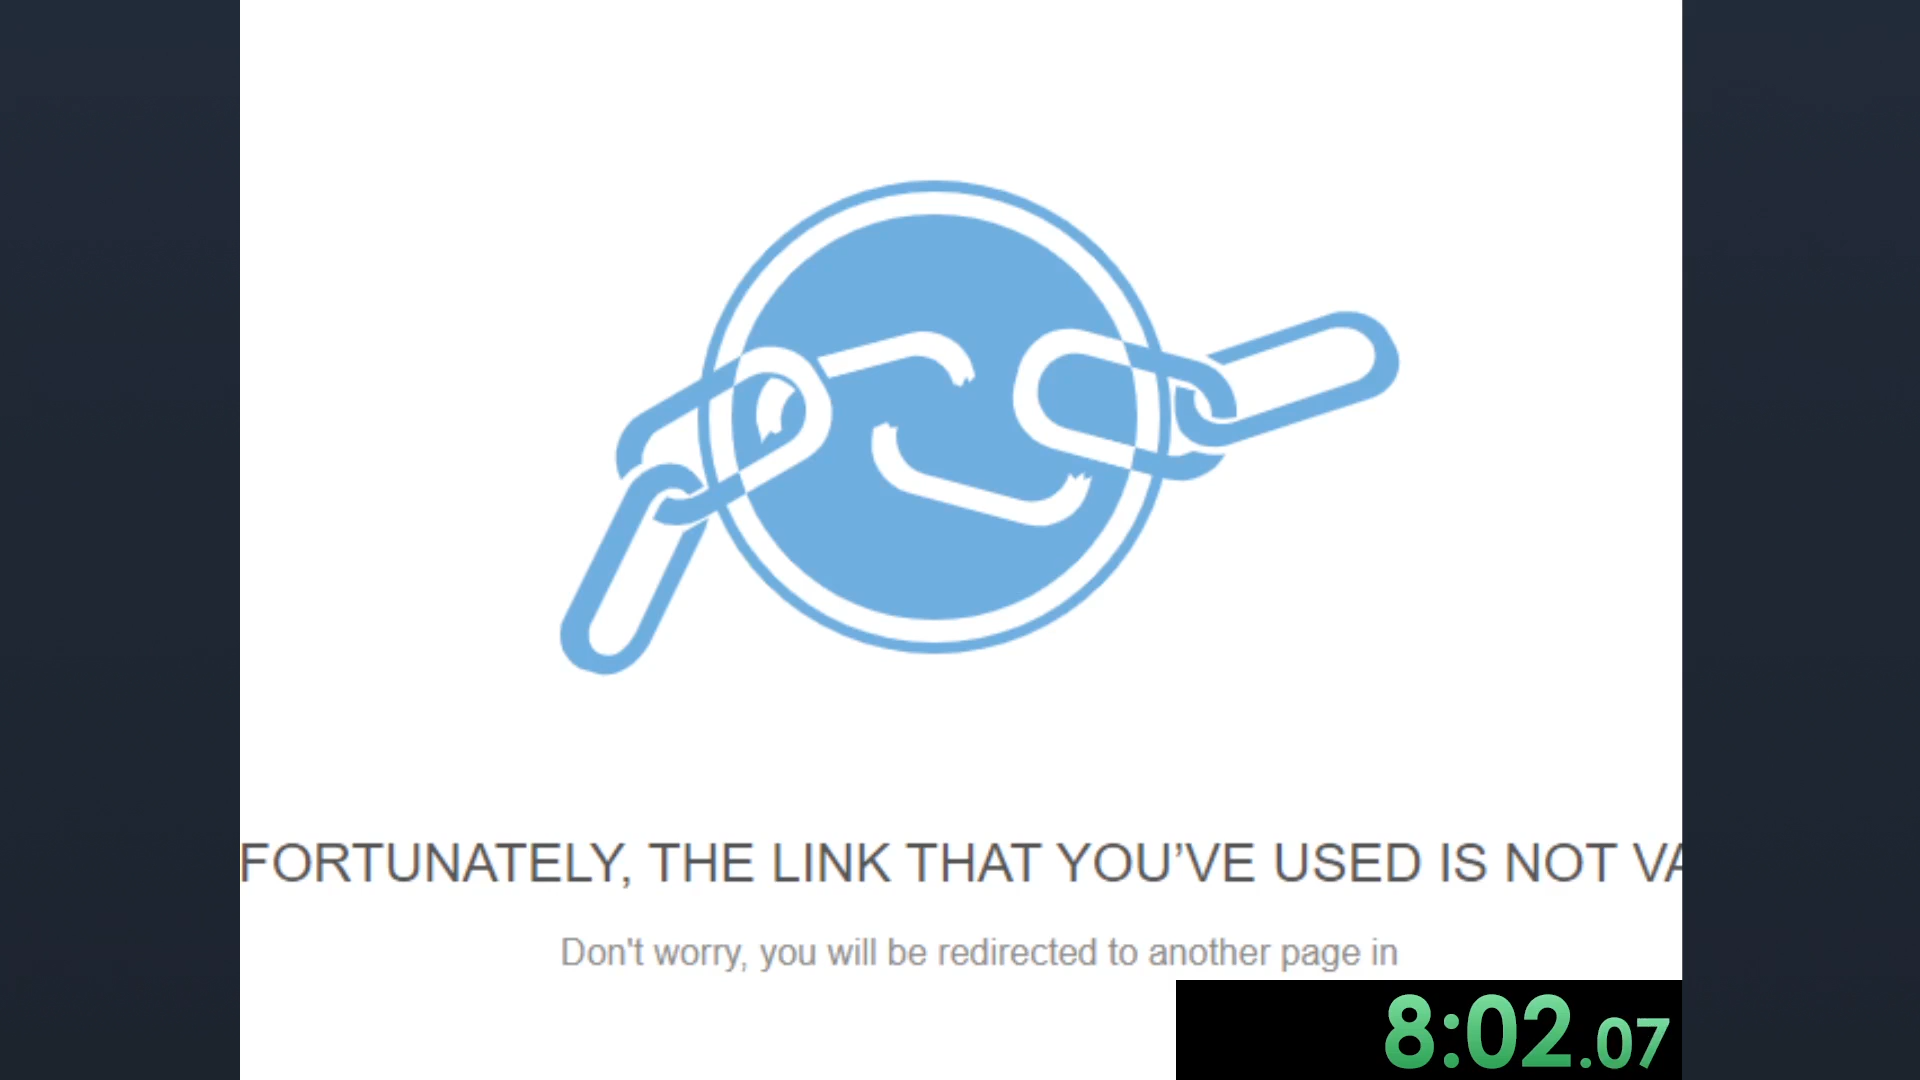 FORTUNATELY, THE LINK THAT YOU’VE USED IS NOT VA
Don't worry, you will be redirected to another page in
8:02.07